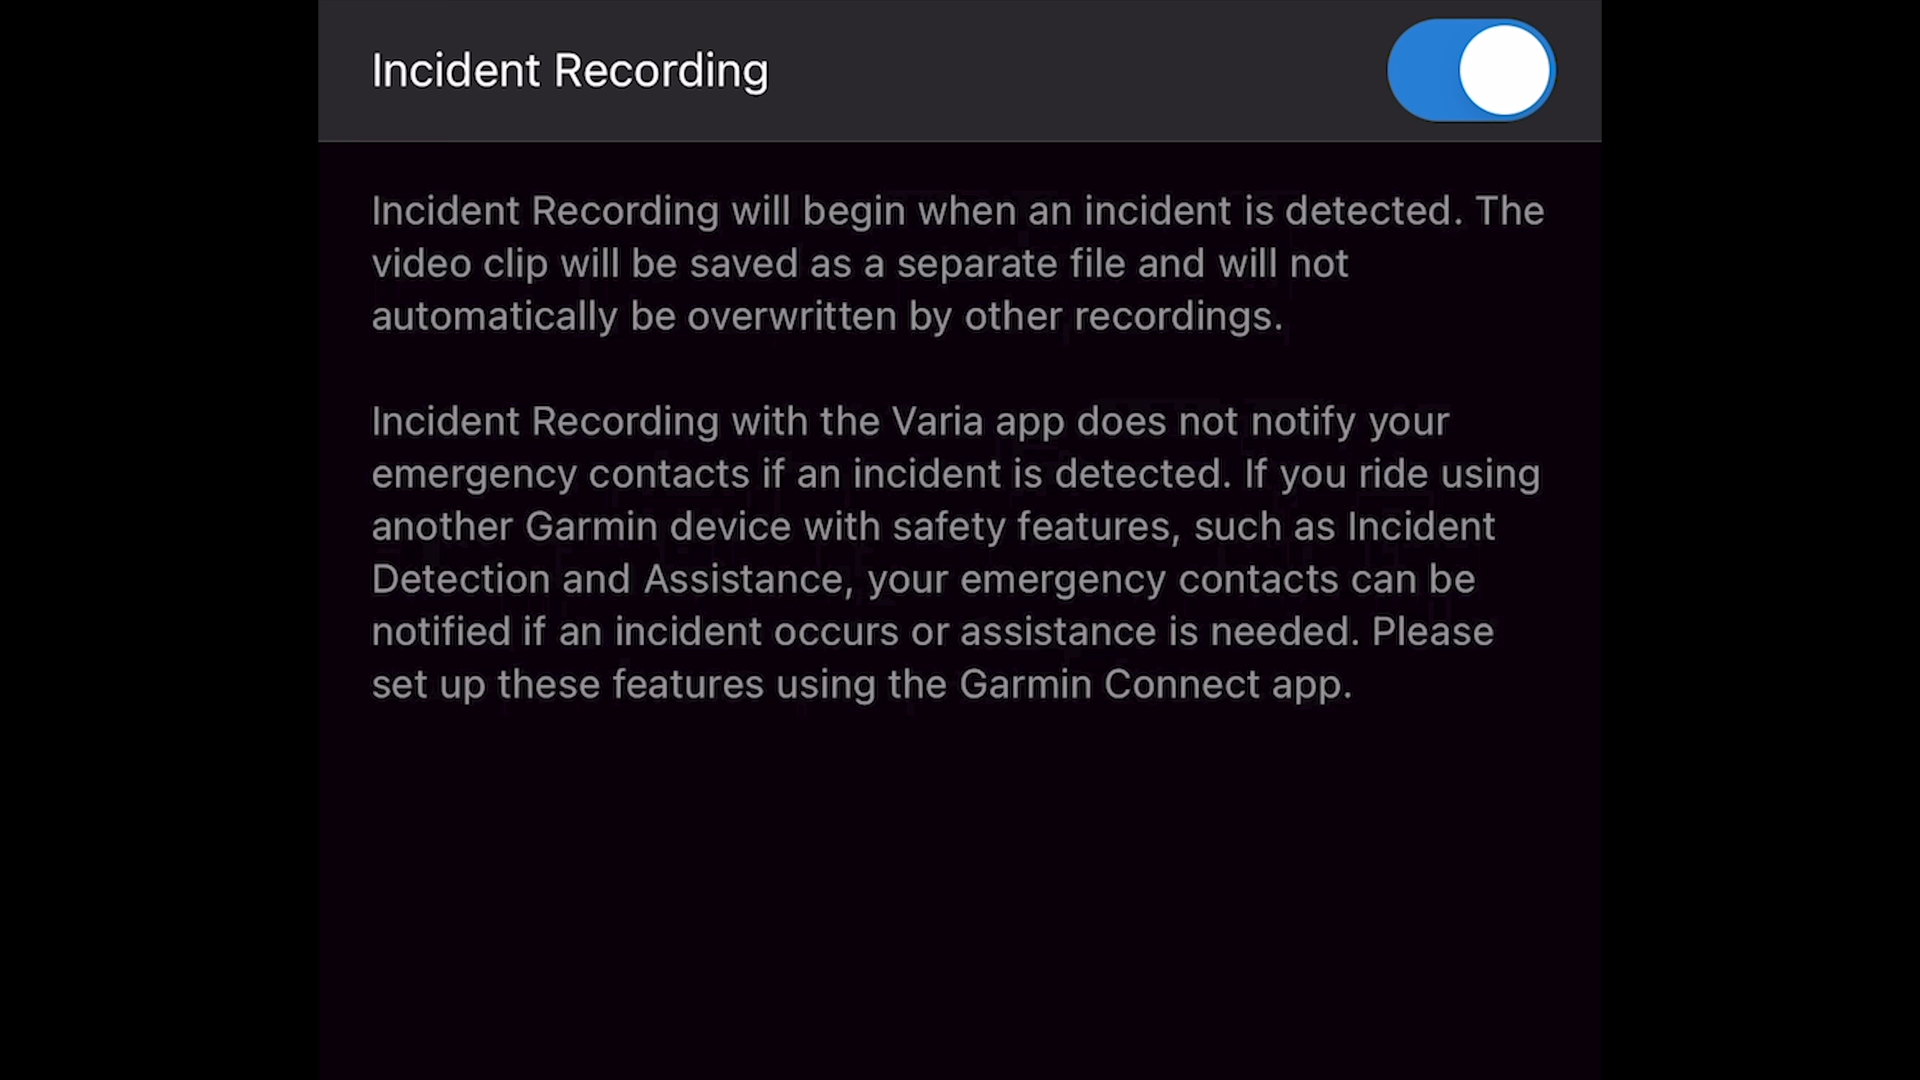 Incident Recording
Incident Recording will begin when an incident is detected. The
video clip will be saved as a separate file and will not
automatically be overwritten by other recordings.
Incident Recording with the Varia app does not notify your
emergency contacts if an incident is detected. If you ride using
another Garmin device with safety features, such as Incident
Detection and Assistance, your emergency contacts can be
notified if an incident occurs or assistance is needed. Please
set up these features using the Garmin Connect app.